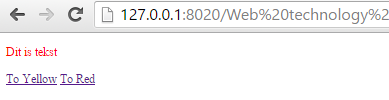 127.0.0.1:8020/Web%20technology%2
Dit is tekst
To Yellow To Red